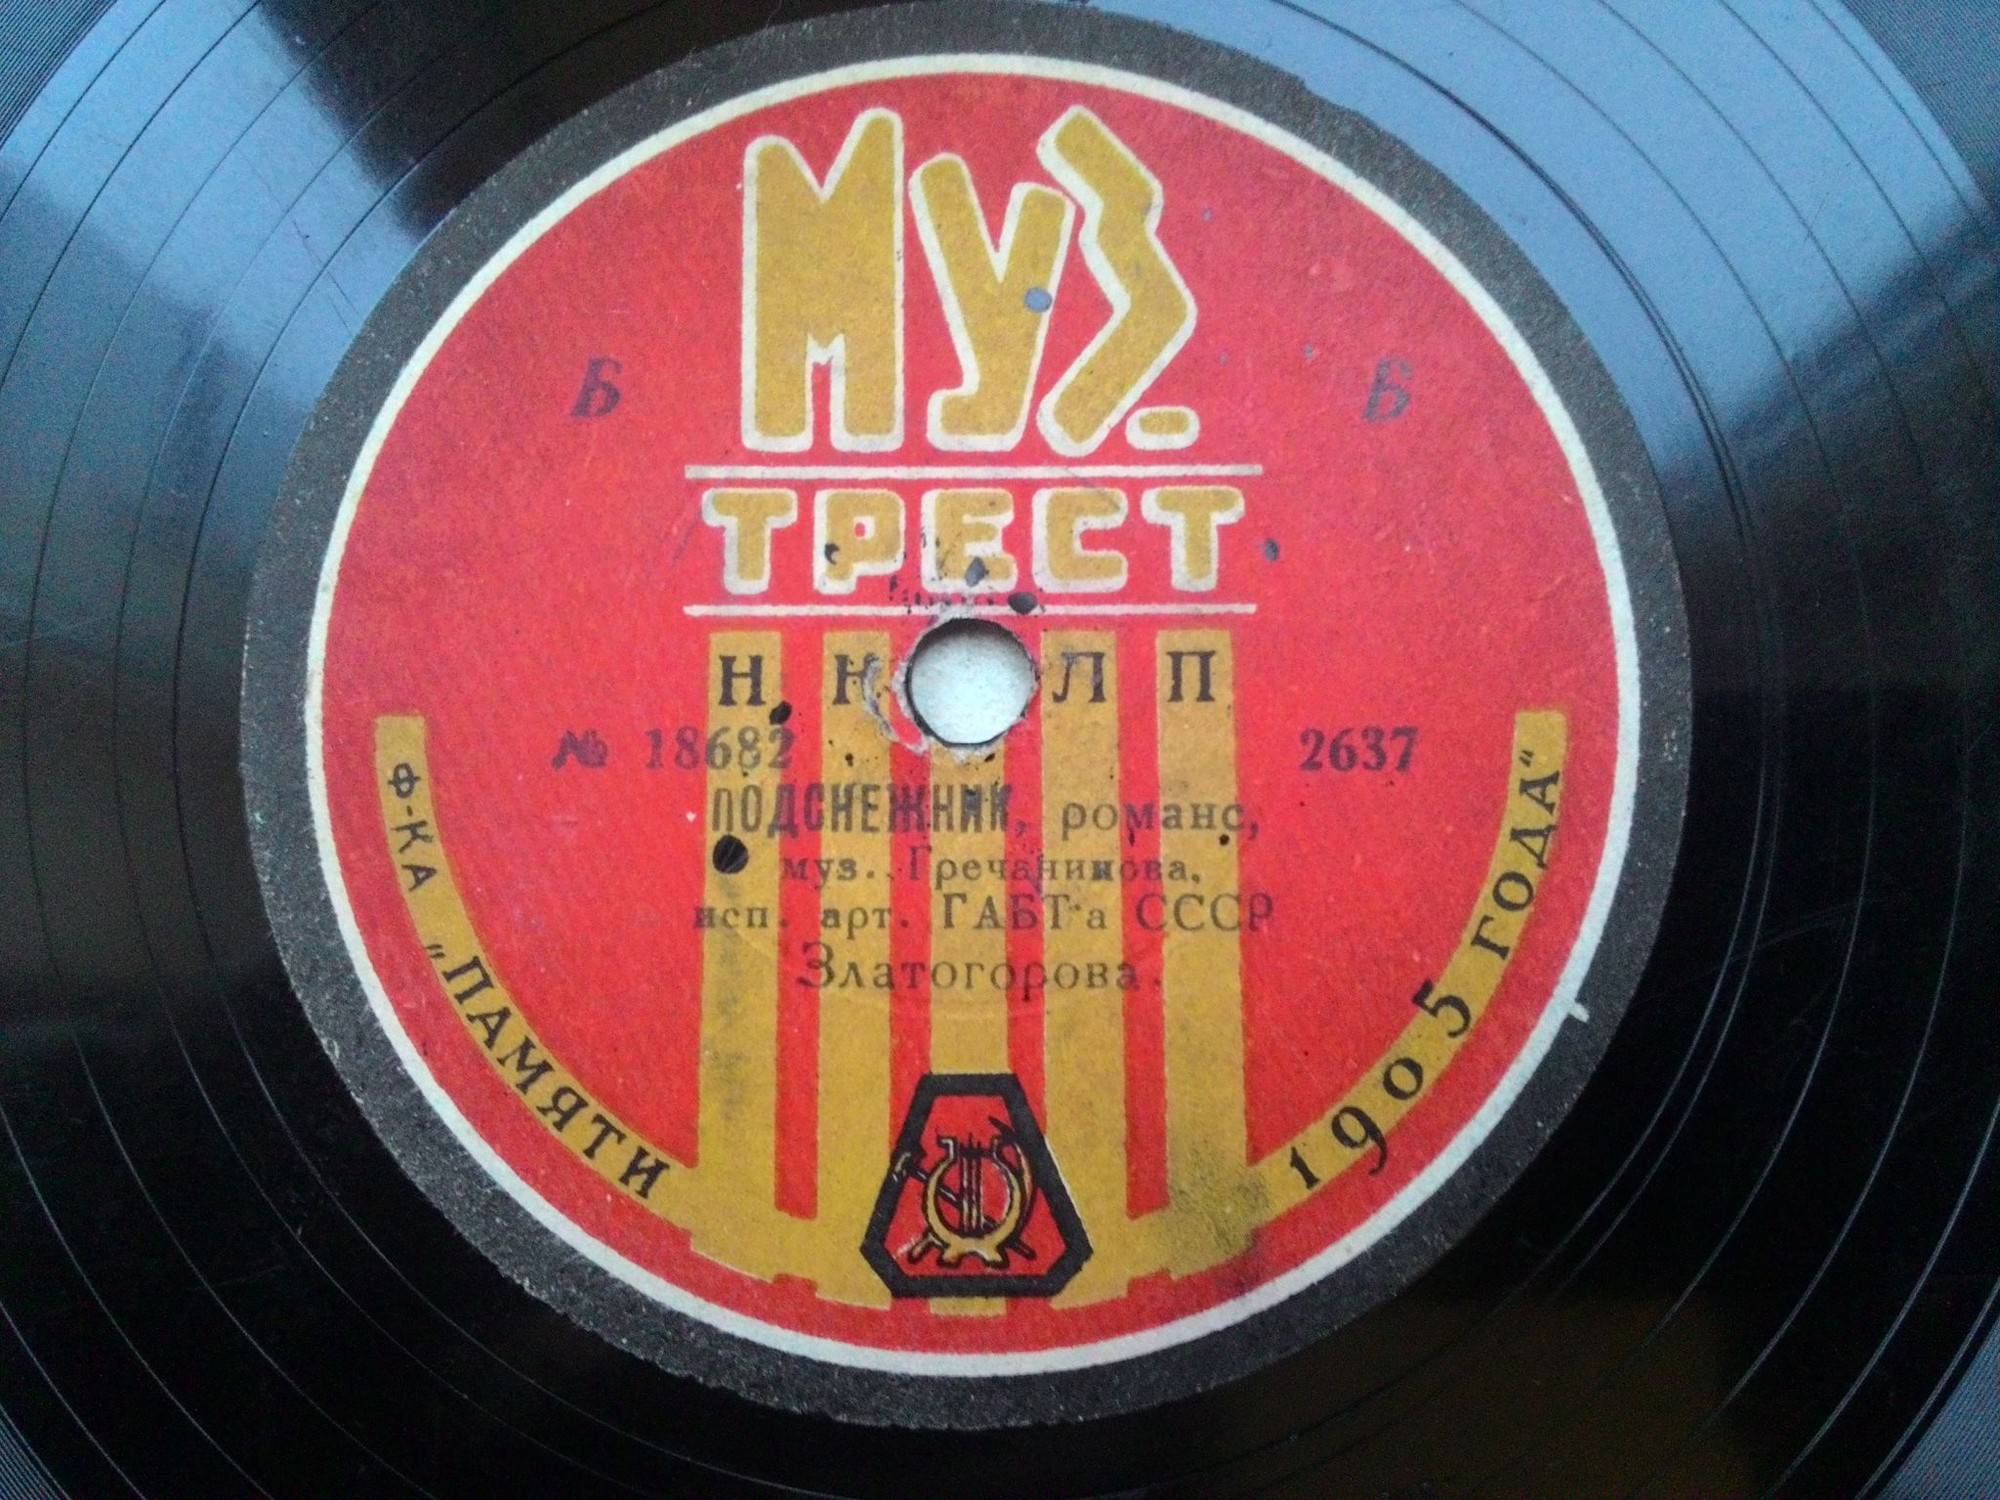 МУЗ.
Б Б
ТРЕСТ
Н К Л П
№ 18682 2637
ПОДСНЕЖНИК, романс,
муз. Гречанинова,
исп. арт. ГАБТ-а СССР
Златогорова.
Ф-КА „ПАМЯТИ 1905 ГОДА“